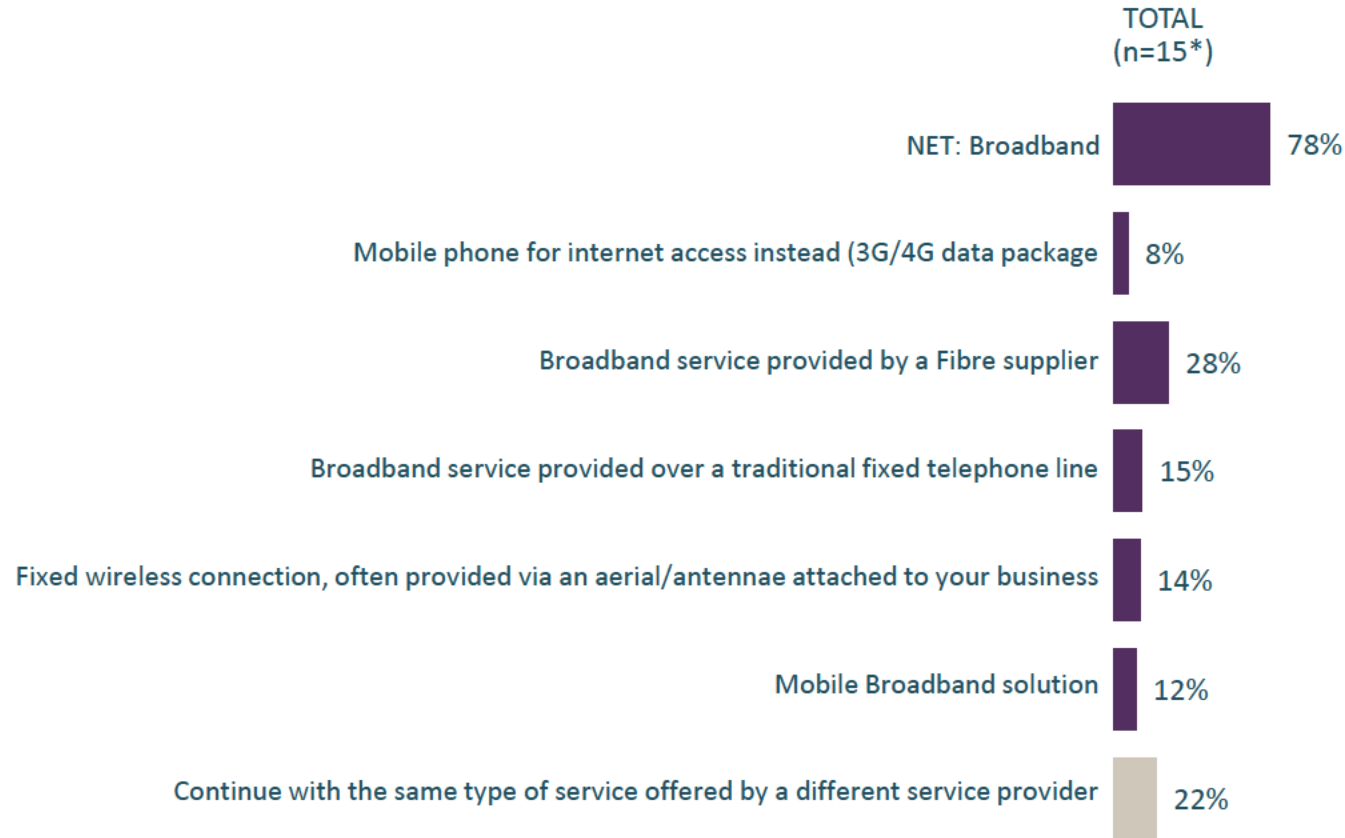 TOTAL
(n=15*)
NET: Broadband 78%
Mobile phone for internet access instead (3G/4G data package 8%
Broadband service provided by a Fibre supplier 28%
Broadband service provided over a traditional fixed telephone line 15%
Fixed wireless connection, often provided via an aerial/antennae attached to your business 14%
Mobile Broadband solution 12%
Continue with the same type of service offered by a different service provider 22%